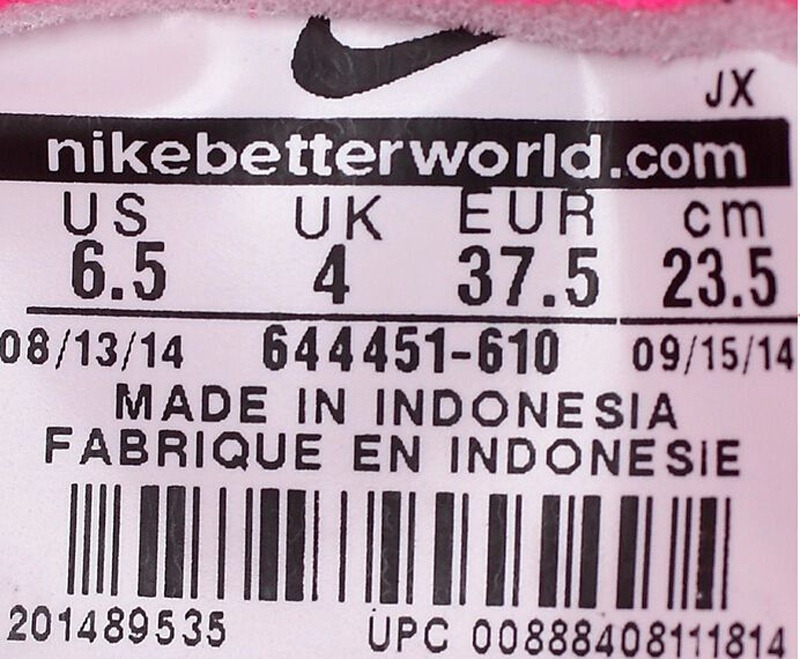 JX
nikebetterworld.com
US UK EUR cm
6.5 4 37.5 23.5
08/13/14 644451-610 09/15/14
MADE IN INDONESIA
FABRIQUE EN INDONESIE
201489535 UPC 00888408111814